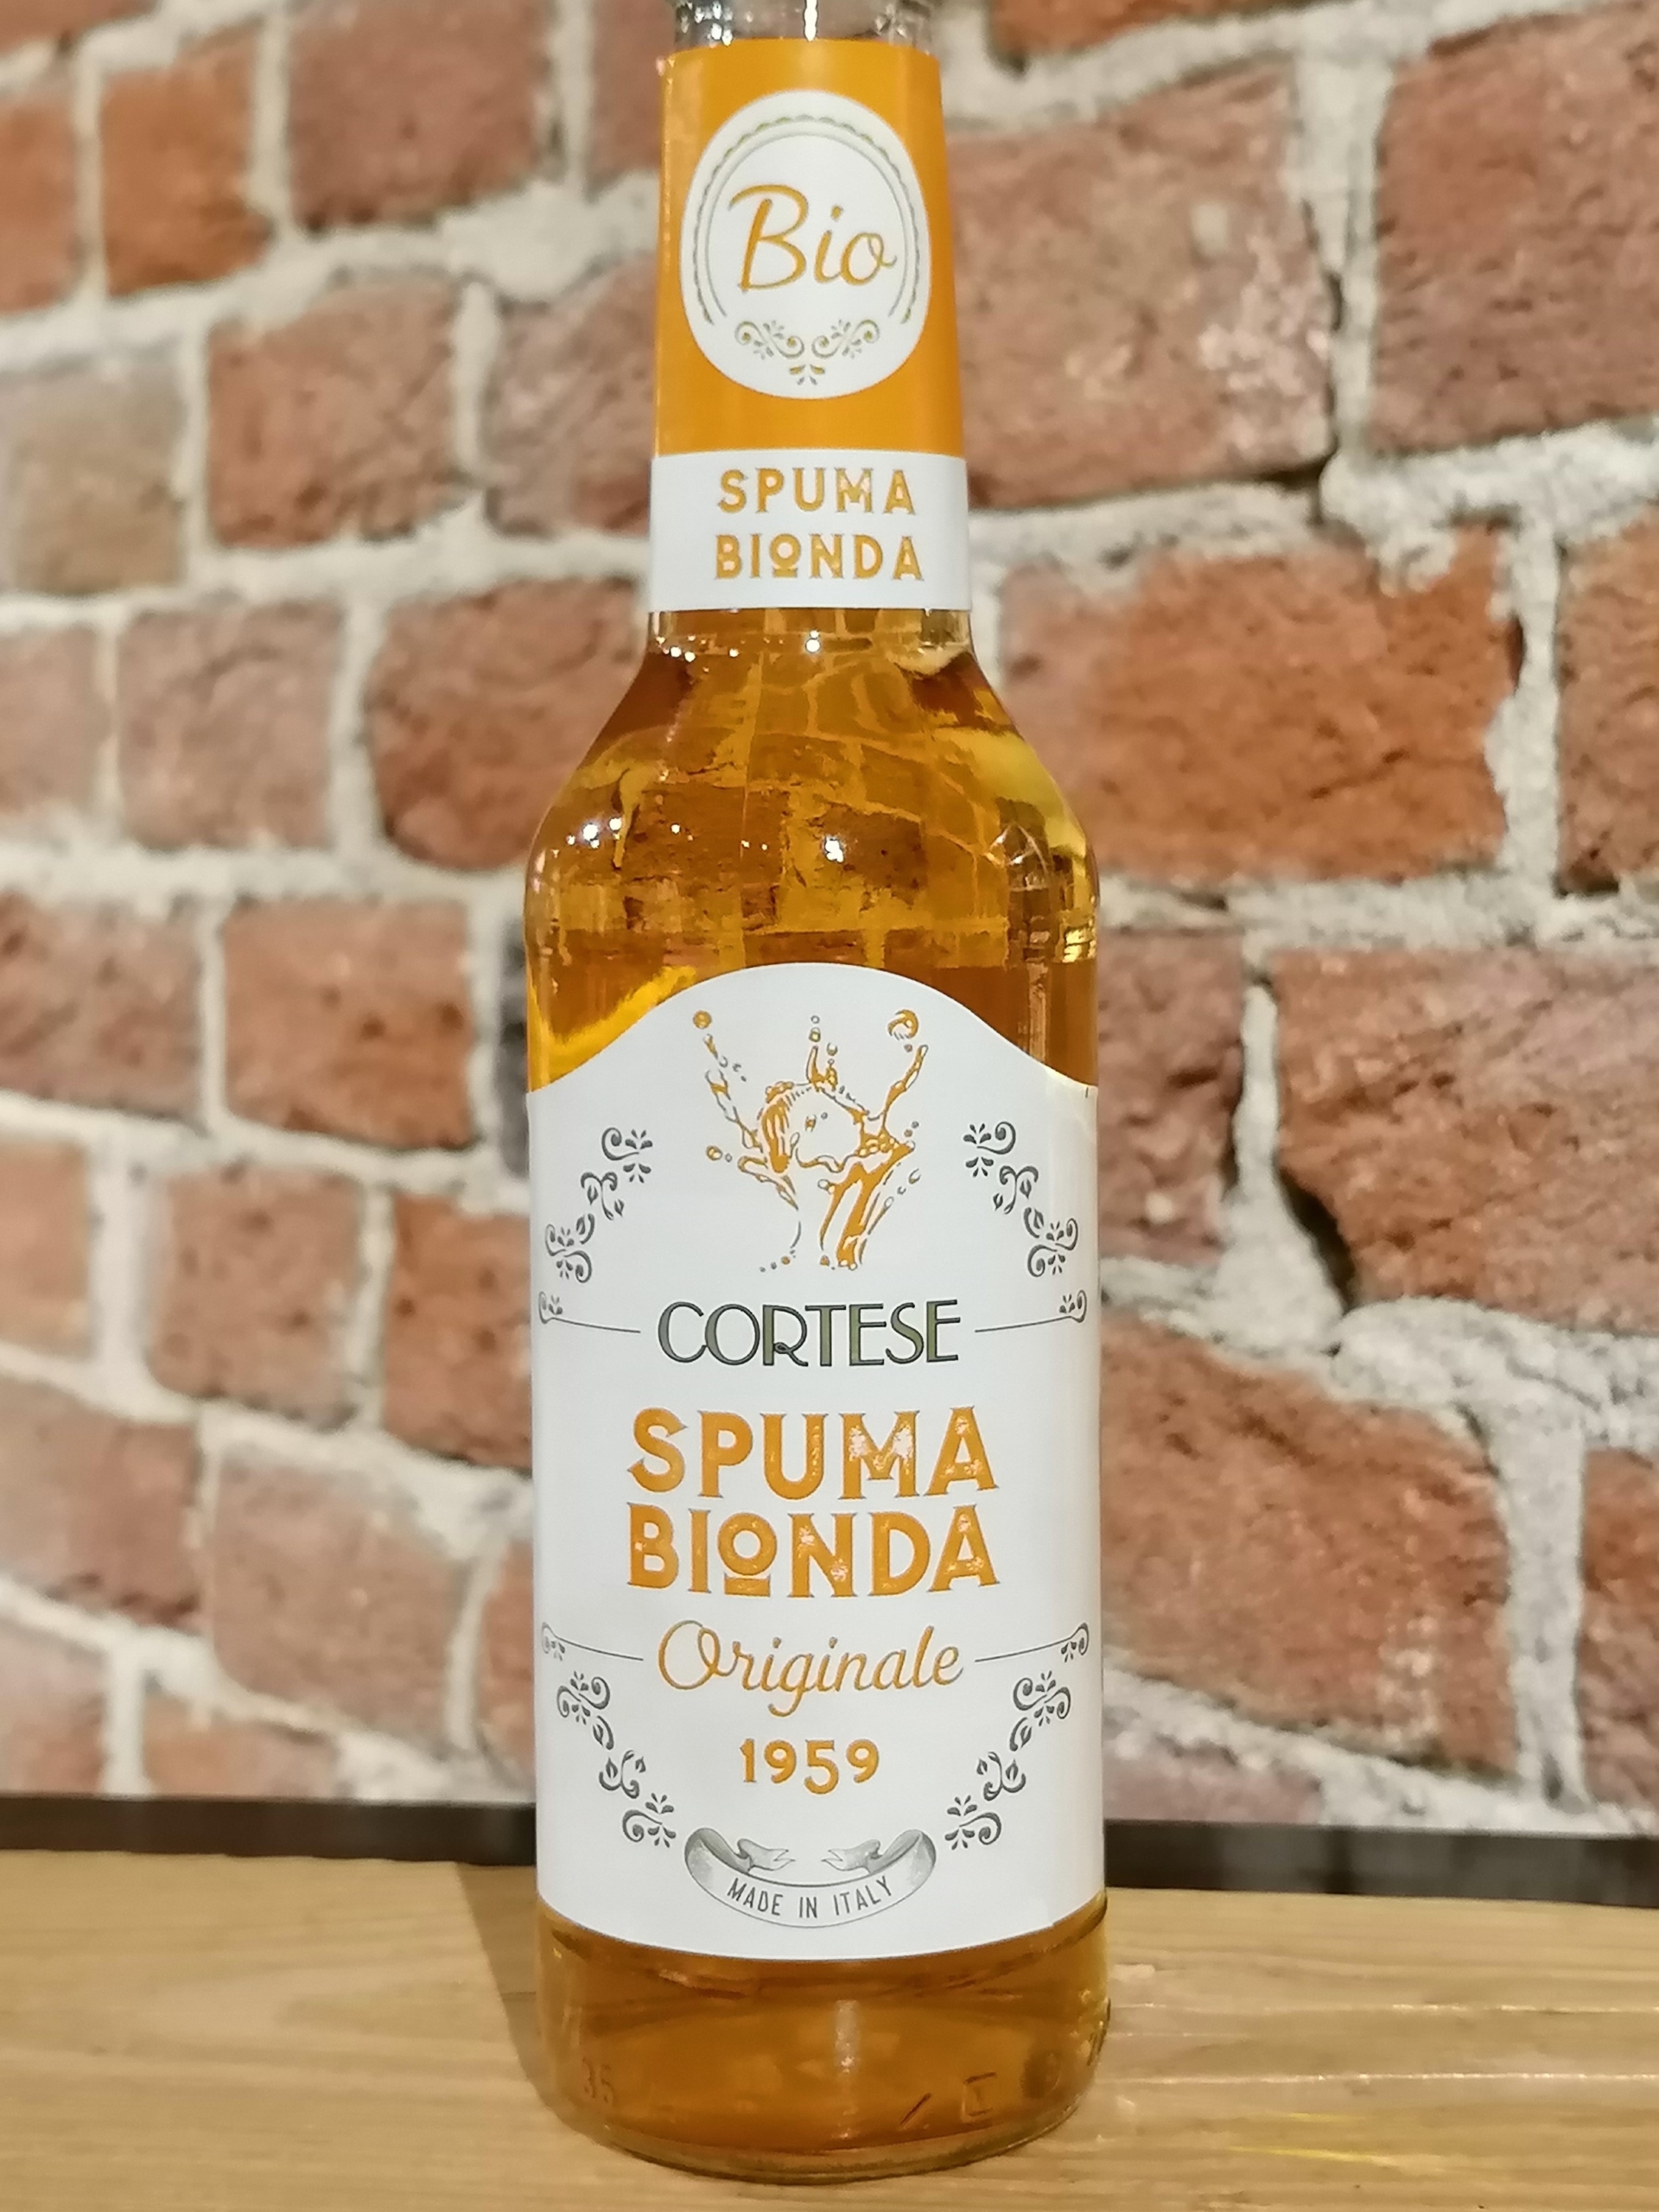 Bio
SPUMA
BIONDA
CORTESE
SPUMA
BIONDA
Originale
1959
MADE IN ITALY